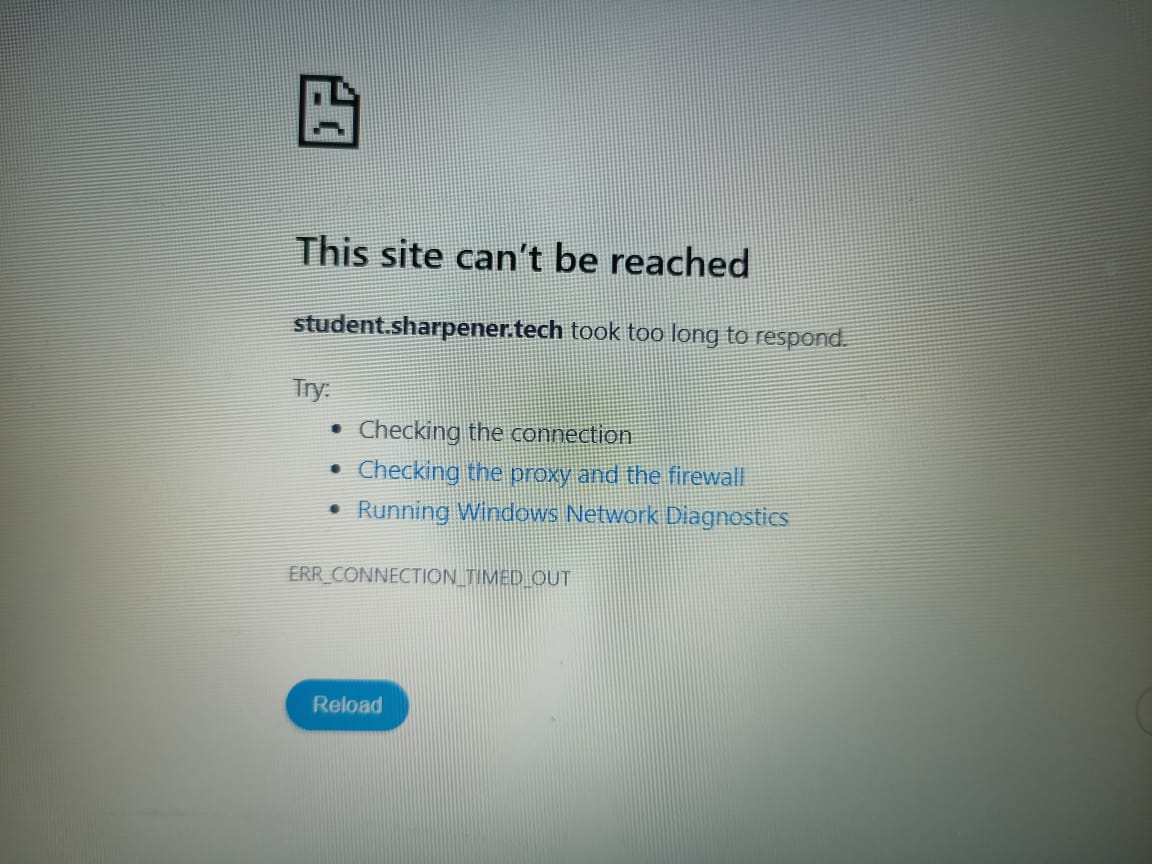 This site can't be reached
student.sharpener.tech took too long to respond.
Try:
• Checking the connection
• Checking the proxy and the firewall
• Running Windows Network Diagnostics
ERR_CONNECTION_TIMED_OUT
Reload